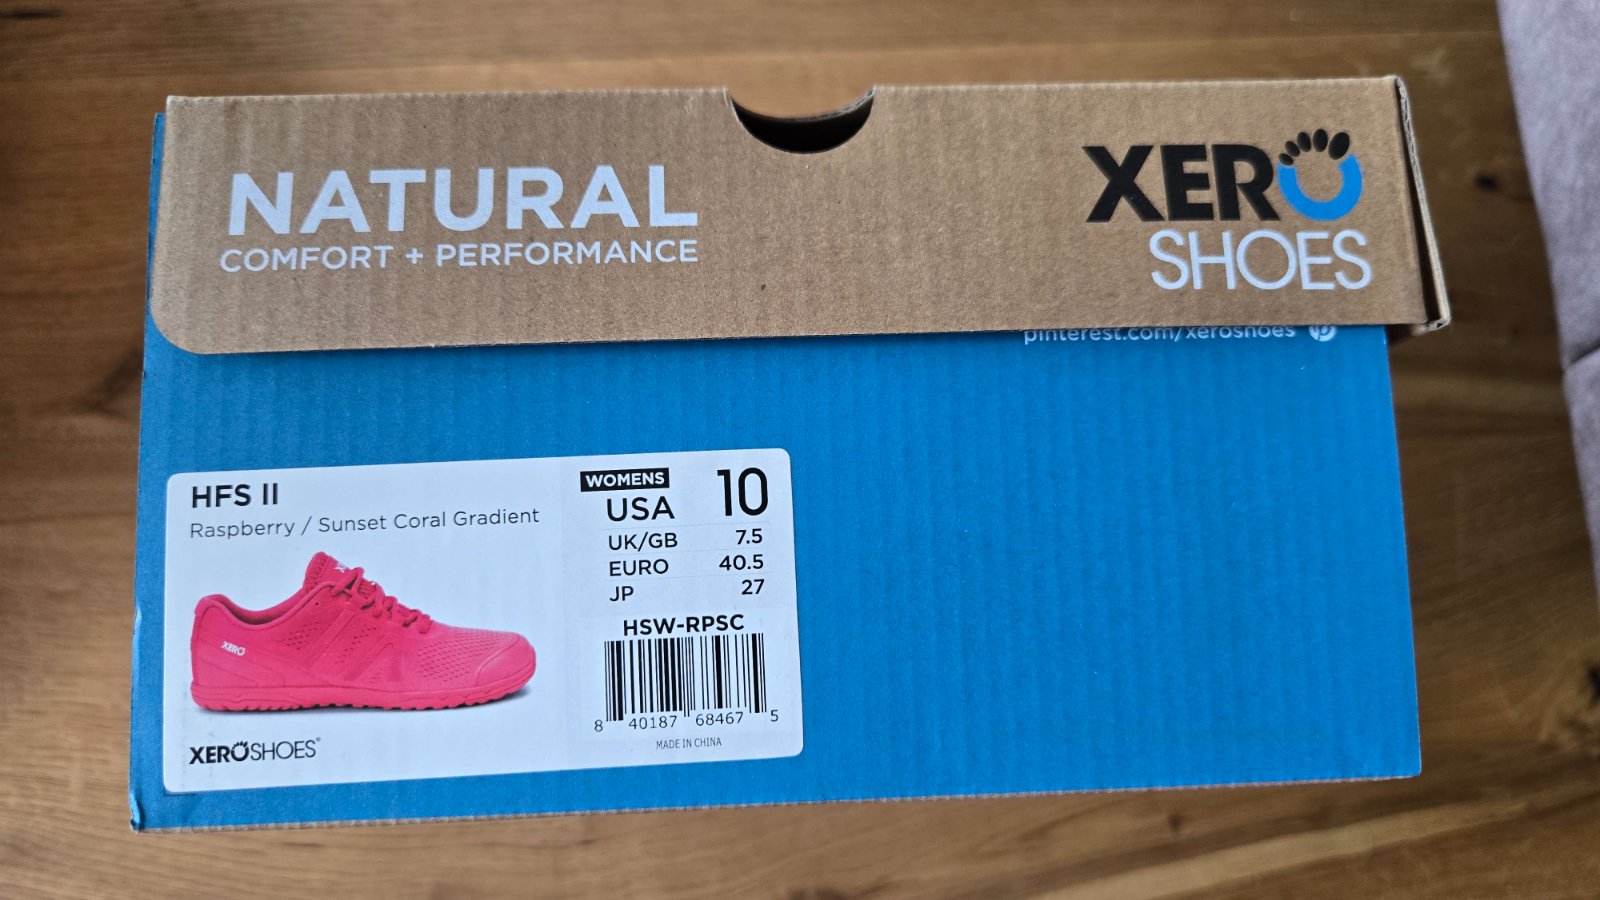 NATURAL
COMFORT + PERFORMANCE
XERO
SHOES
pinterest.com/xeroshoes
HFS II
Raspberry / Sunset Coral Gradient
XERO
XEROSHOES®
WOMENS
USA 10
UK/GB 7.5
EURO 40.5
JP 27
HSW-RPSC
8 40187 68467 5
MADE IN CHINA